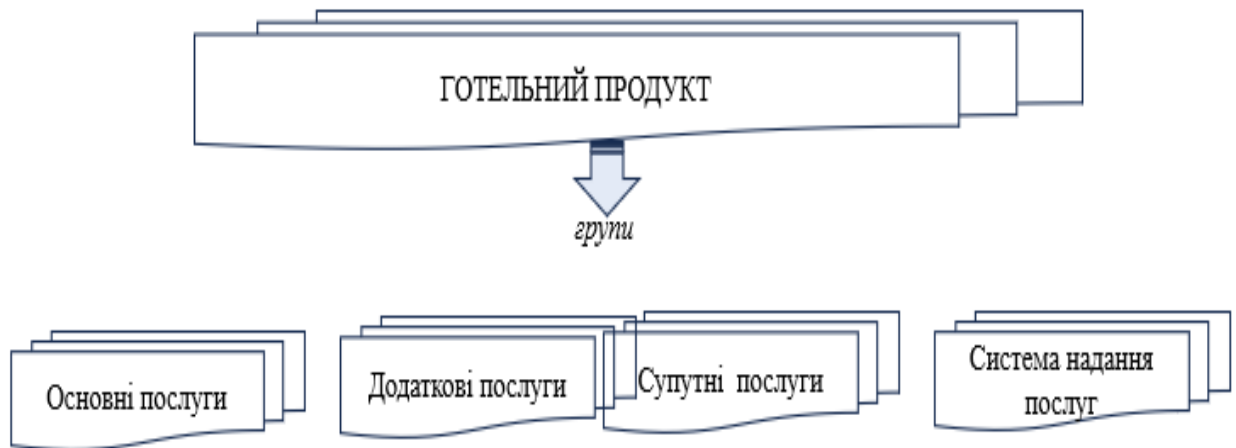 ГОТЕЛЬНИЙ ПРОДУКТ
групи
Основні послуги
Додаткові послуги
Супутні послуги
Система надання
послуг